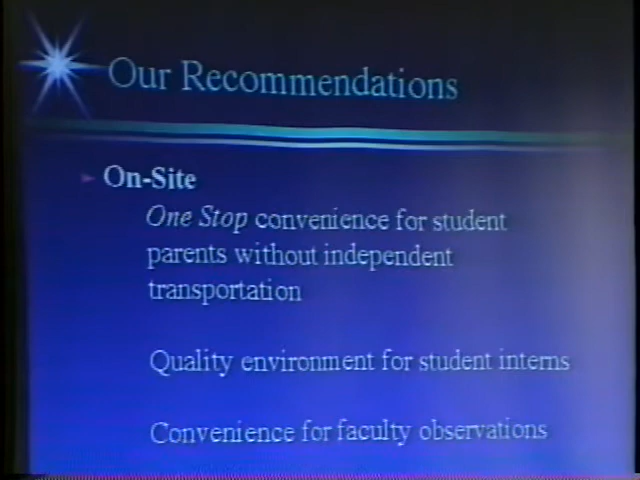 Our Recommendations
On-Site
One Stop convenience for student
parents without independent
transportation
Quality environment for student interns
Convenience for faculty observations